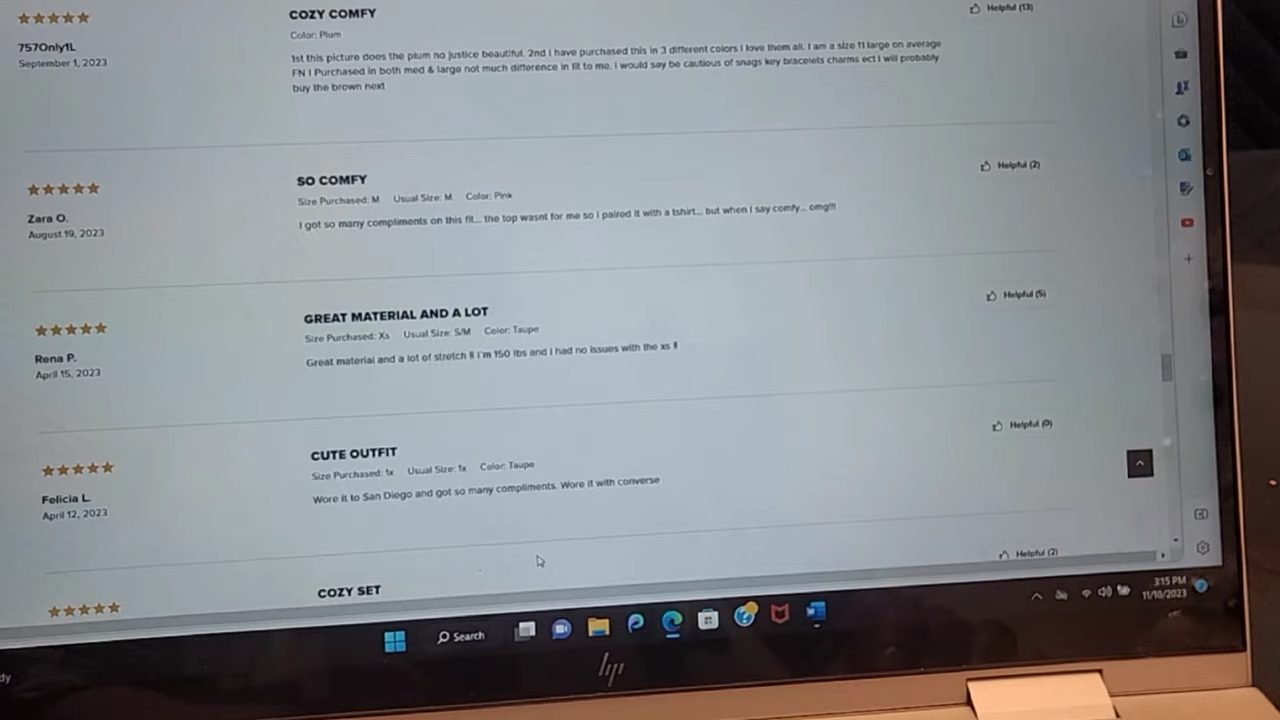 COZY COMFY
Helpful (13)
757Only1L
Color: Plum
September 1, 2023
1st this picture does the plum no justice beautiful. 2nd I have purchased this in 3 different colors I love them all. I am a size 11 large on average
FN I Purchased in both med & large not much difference in fit to me. I would say be cautious of snags key bracelets charms ect I will probably
buy the brown next
SO COMFY
Helpful (2)
Size Purchased: M Usual Size: M Color: Pink
Zara O.
August 19, 2023
I got so many compliments on this fit... the top wasnt for me so I paired it with a tshirt... but when I say comfy... omg!!!
GREAT MATERIAL AND A LOT
Helpful (5)
Size Purchased: Xs Usual Size: S/M Color: Taupe
Rena P.
April 15, 2023
Great material and a lot of stretch !! I'm 150 lbs and I had no issues with the xs !!
CUTE OUTFIT
Helpful (0)
Size Purchased: 1x Usual Size: 1x Color: Taupe
Felicia L.
April 12, 2023
Wore it to San Diego and got so many compliments. Wore it with converse
COZY SET
Helpful (2)
3:15 PM
11/10/2023
Search
hp
dy